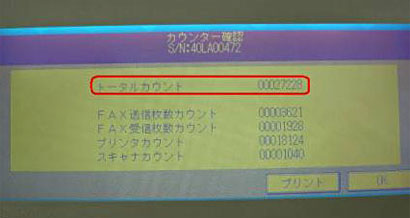 カウンター確認
S/N:40LA00472
トータルカウント 00027228
FAX送信枚数カウント 00003621
FAX受信枚数カウント 00001928
プリンタカウント 00018124
スキャナカウント 00001040
プリント OK